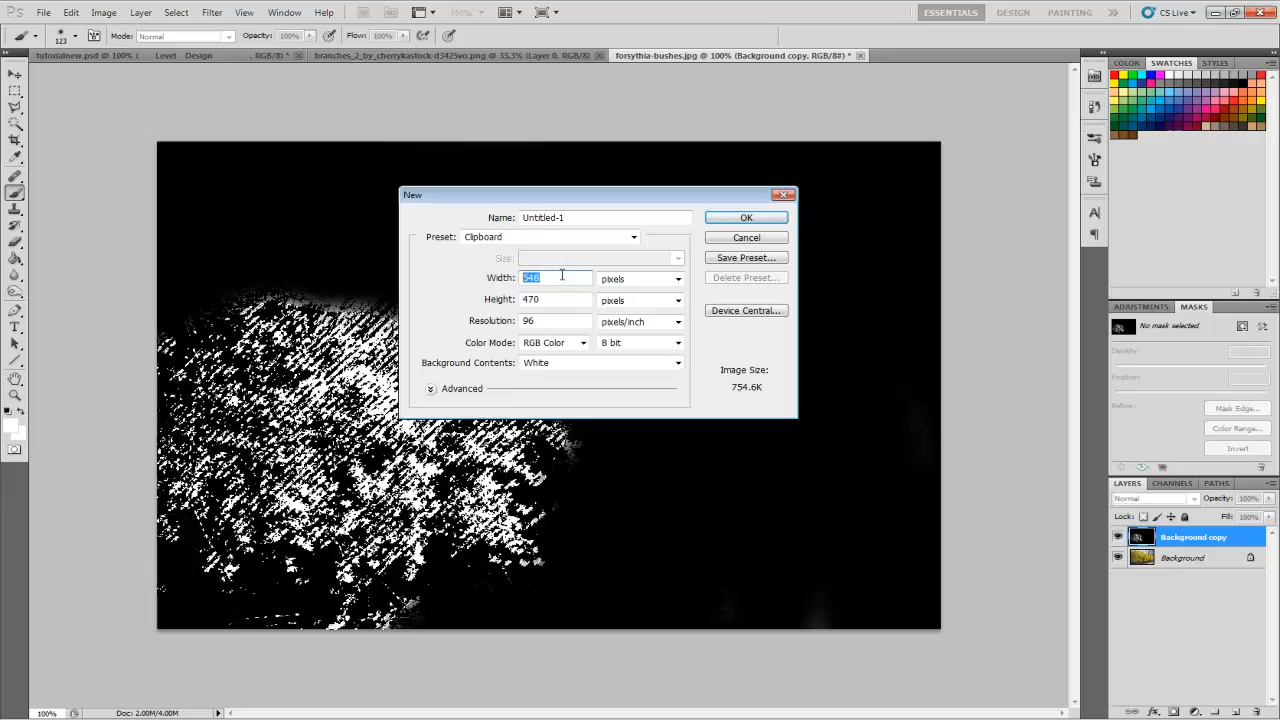 Ps File Edit Image Layer Select Filter View Window Help 100% ESSENTIALS DESIGN PAINTING CS Live
123 Mode: Normal Opacity: 100% Flow: 100%
tutorialnew.psd @ 100% ( Level Design , RGB/8) * branches_2_by_cherrykastock-d3425vo.png @ 33.3% (Layer 0, RGB/8) forsythia-bushes.jpg @ 100% (Background copy, RGB/8#) *
COLOR SWATCHES STYLES
New
Name: Untitled-1 OK
Preset: Clipboard Cancel
Size: Save Preset...
Width: 548 pixels Delete Preset...
Height: 470 pixels Device Central...
Resolution: 96 pixels/inch
Color Mode: RGB Color 8 bit
Background Contents: White
Image Size:
754.6K
Advanced
ADJUSTMENTS MASKS
No mask selected
Density:
Feather:
Refine: Mask Edge...
Color Range...
Invert
LAYERS CHANNELS PATHS
Normal Opacity: 100%
Lock: Fill: 100%
Background copy
Background
100% Doc: 2.00M/4.00M